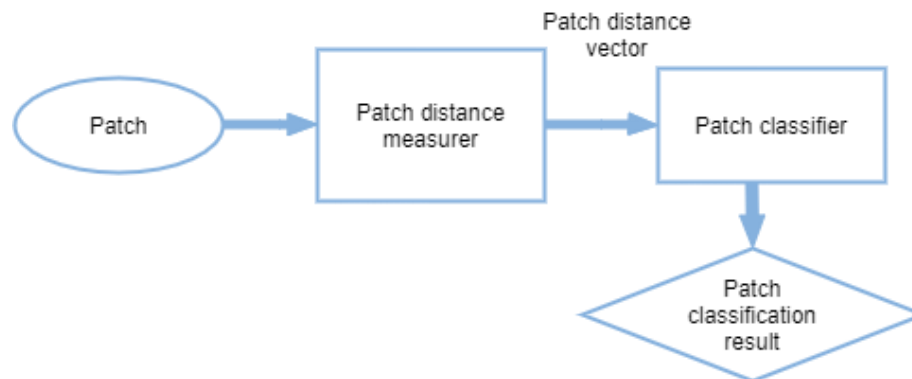 Patch
Patch distance
measurer
Patch distance
vector
Patch classifier
Patch
classification
result